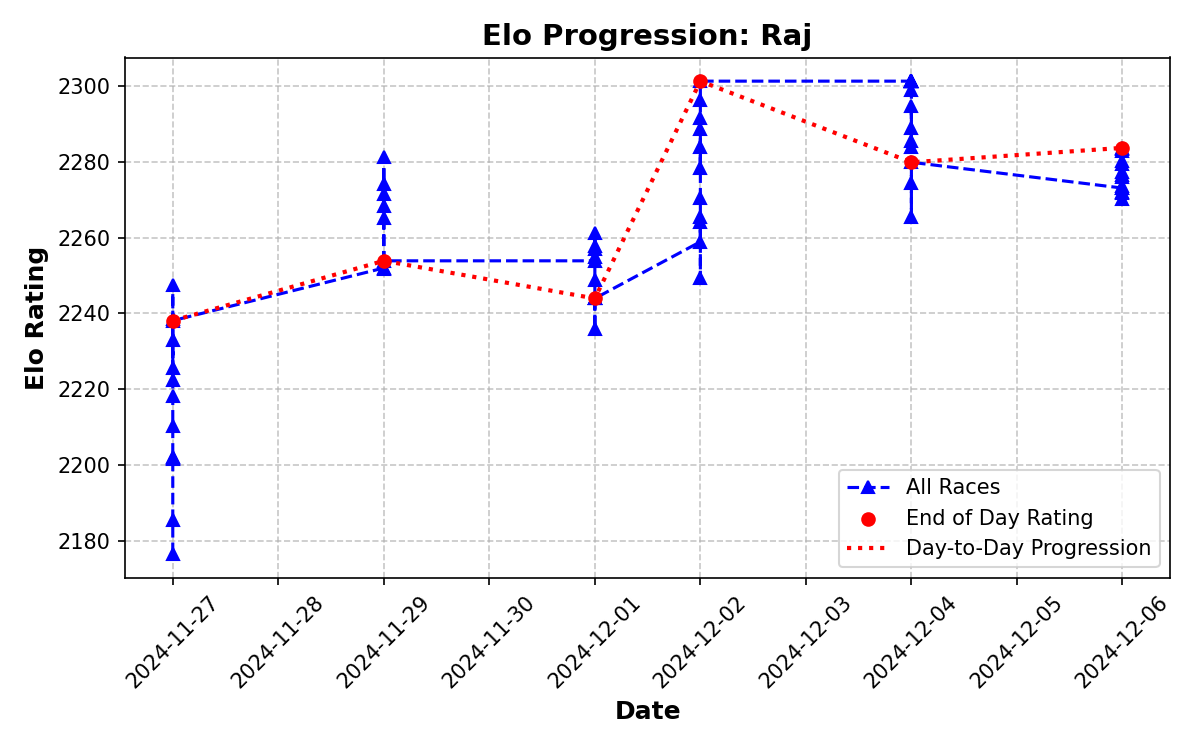 Elo Progression: Raj
Elo Rating
2300
2280
2260
2240
2220
2200
2180
All Races
End of Day Rating
Day-to-Day Progression
2024-11-27
2024-11-28
2024-11-29
2024-11-30
2024-12-01
2024-12-02
2024-12-03
2024-12-04
2024-12-05
2024-12-06
Date